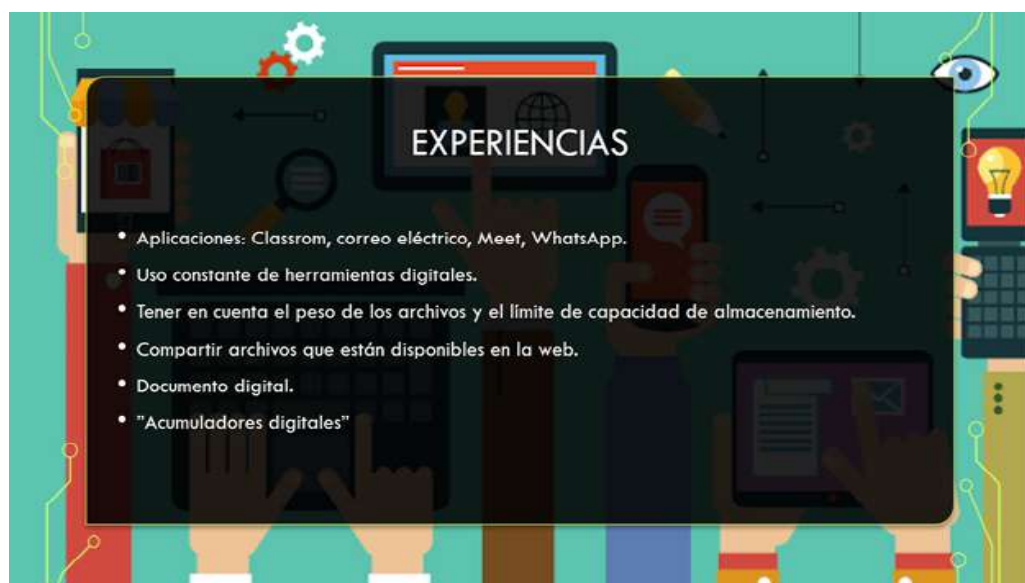 EXPERIENCIAS
• Aplicaciones: Classrom, correo eléctrico, Meet, WhatsApp.
• Uso constante de herramientas digitales.
• Tener en cuenta el peso de los archivos y el límite de capacidad de almacenamiento.
• Compartir archivos que están disponibles en la web.
• Documento digital.
• "Acumuladores digitales"